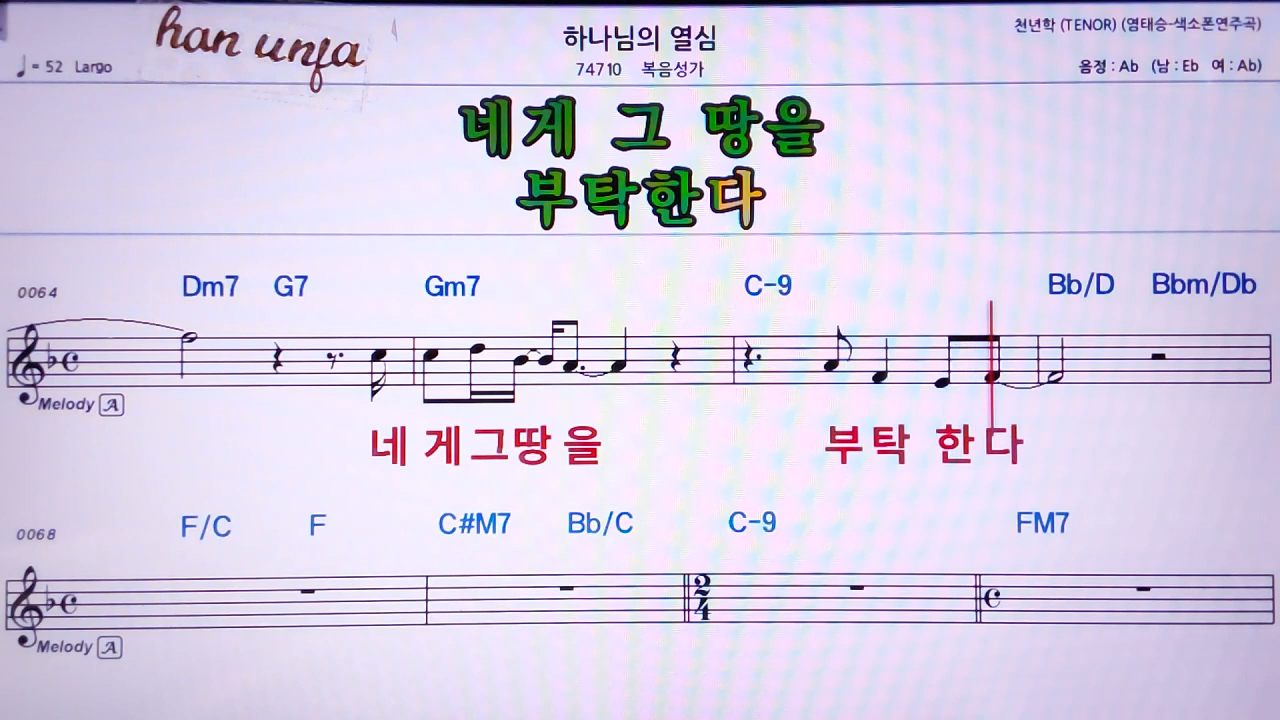 han unfa
하나님의 열심
천년학 (TENOR) (염태승-색소폰연주곡)
♩= 52 Largo
74710 복음성가
음정 : Ab (남 : Eb 여 : Ab)
네게 그 땅을
부탁한다
0064
Dm7 G7 Gm7 C-9 Bb/D Bbm/Db
Melody A
네 게그땅 을 부탁 한다
0068
F/C F C#M7 Bb/C C-9 FM7
2
4
Melody A